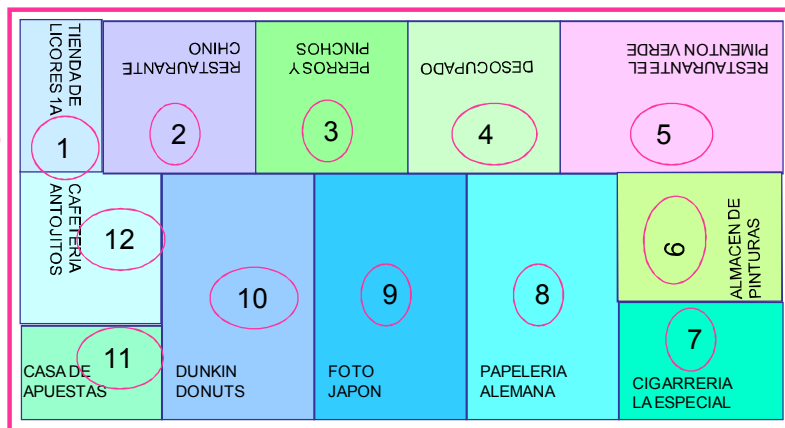 TIENDA DE
LICORES 1A
1
RESTAURANTE
CHINO
2
PERROS Y
PINCHOS
3
DESOCUPADO
4
RESTAURANTE EL
PIMENTON VERDE
5
CAFETERIA
ANTOJITOS
12
10
DUNKIN
DONUTS
9
FOTO
JAPON
8
PAPELERIA
ALEMANA
6
ALMACEN DE
PINTURAS
7
CIGARRERIA
LA ESPECIAL
11
CASA DE
APUESTAS